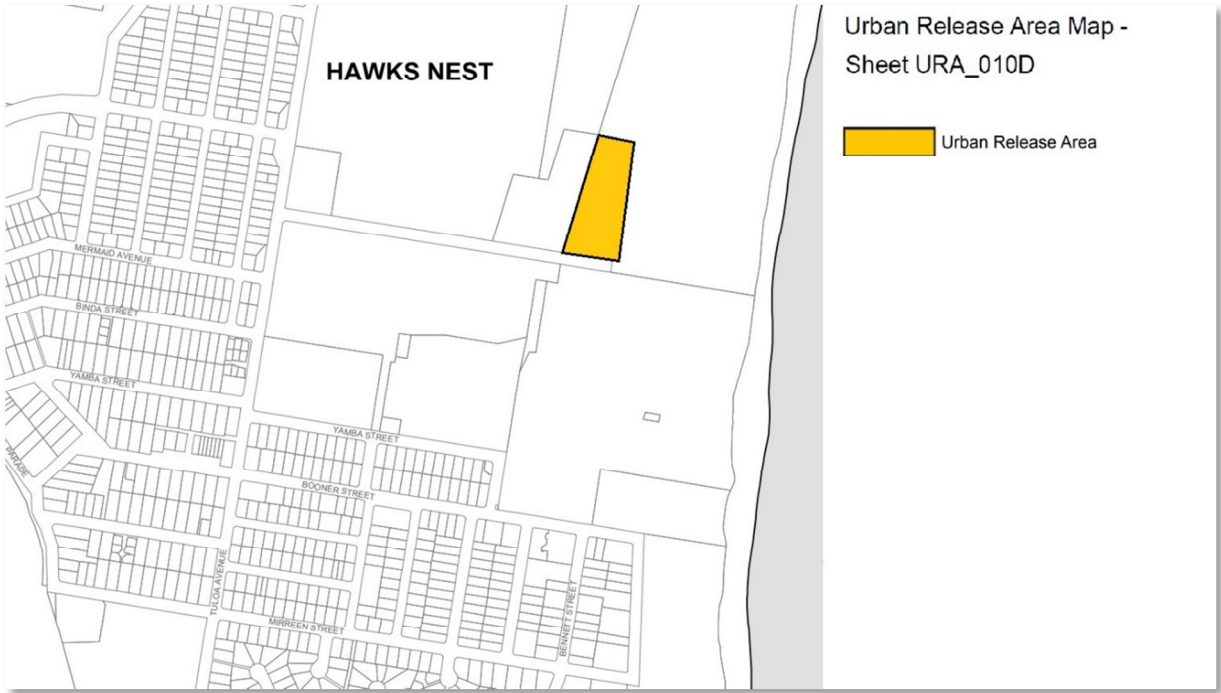 Urban Release Area Map -
Sheet URA_010D
Urban Release Area
HAWKS NEST
MERMAID AVENUE
BINDA STREET
YAMBA STREET
YAMBA STREET
PARADE
BOONER STREET
TULOA AVENUE
BENNETT STREET
MIRREEN STREET